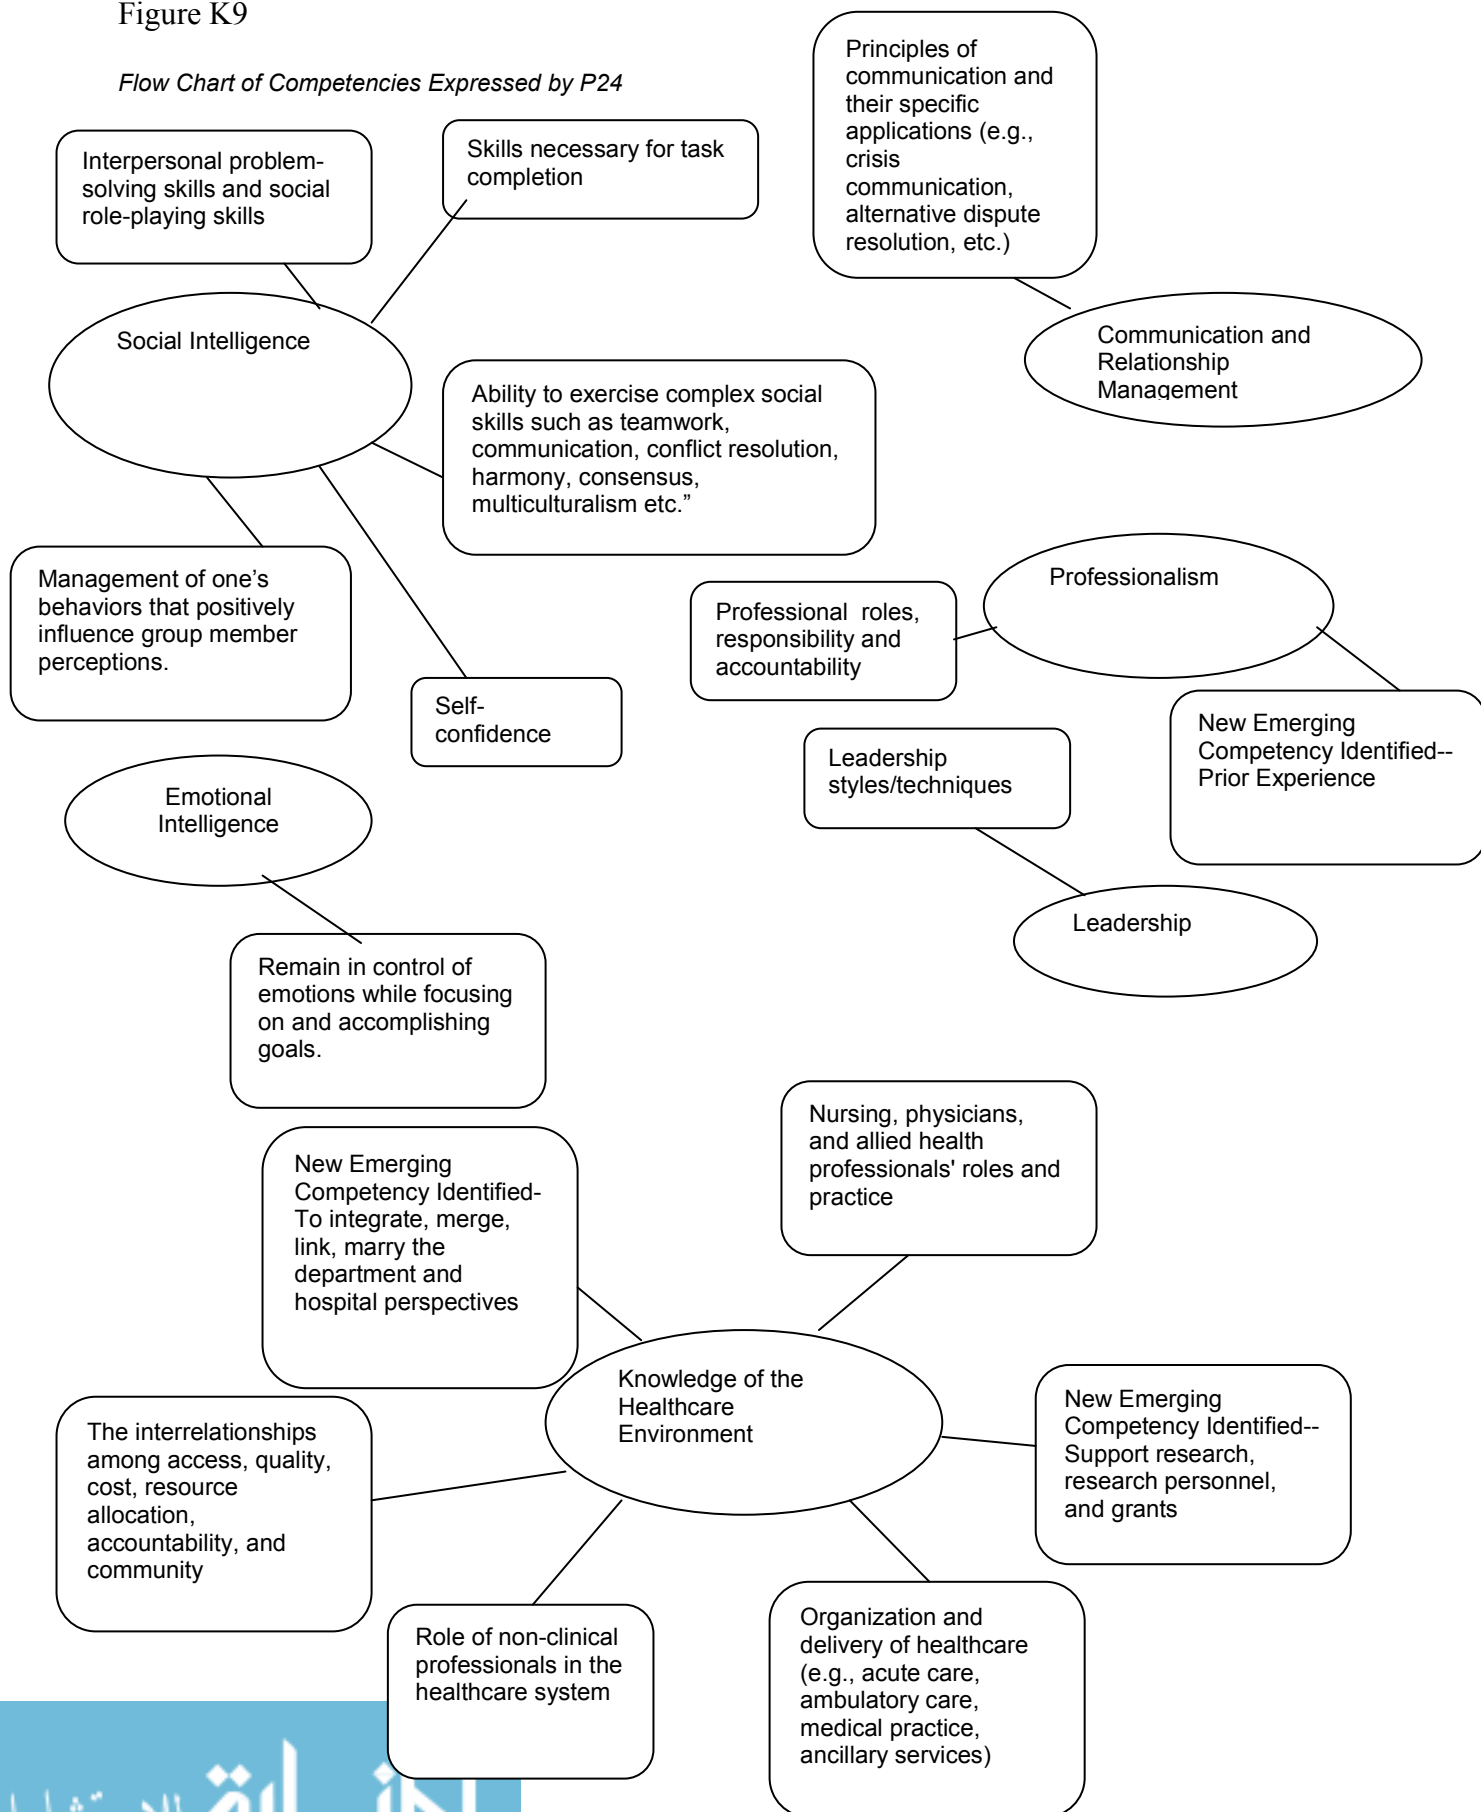 Figure K9
Flow Chart of Competencies Expressed by P24
Principles of
communication and
their specific
applications (e.g.,
crisis
communication,
alternative dispute
resolution, etc.)
Interpersonal problem-
solving skills and social
role-playing skills
Skills necessary for task
completion
Social Intelligence
Communication and
Relationship
Management
Ability to exercise complex social
skills such as teamwork,
communication, conflict resolution,
harmony, consensus,
multiculturalism etc.”
Management of one’s
behaviors that positively
influence group member
perceptions.
Professionalism
Professional  roles,
responsibility and
accountability
Self-
confidence
New Emerging
Competency Identified--
Prior Experience
Leadership
styles/techniques
Emotional
Intelligence
Leadership
Remain in control of
emotions while focusing
on and accomplishing
goals.
Nursing, physicians,
and allied health
professionals' roles and
practice
New Emerging
Competency Identified-
To integrate, merge,
link, marry the
department and
hospital perspectives
Knowledge of the
Healthcare
Environment
New Emerging
Competency Identified--
Support research,
research personnel,
and grants
The interrelationships
among access, quality,
cost, resource
allocation,
accountability, and
community
Role of non-clinical
professionals in the
healthcare system
Organization and
delivery of healthcare
(e.g., acute care,
ambulatory care,
medical practice,
ancillary services)